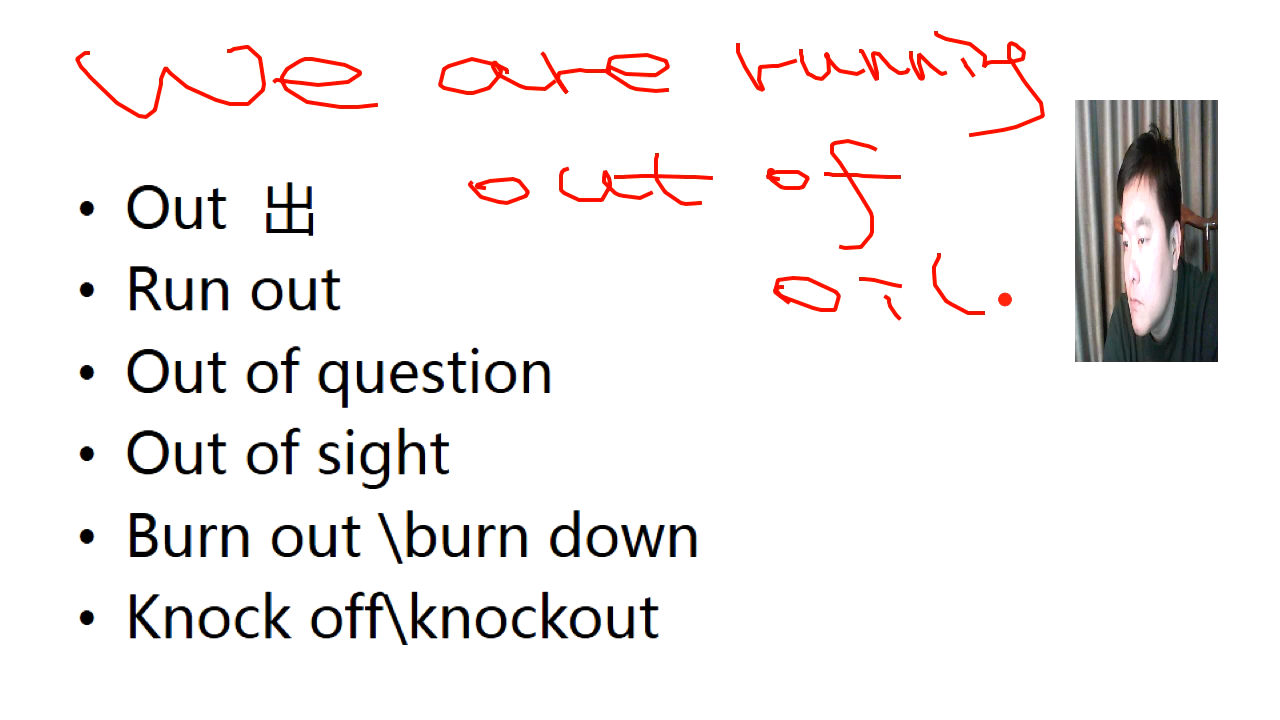 We are running
out of
oil.
Out 出
Run out
Out of question
Out of sight
Burn out \burn down
Knock off\knockout